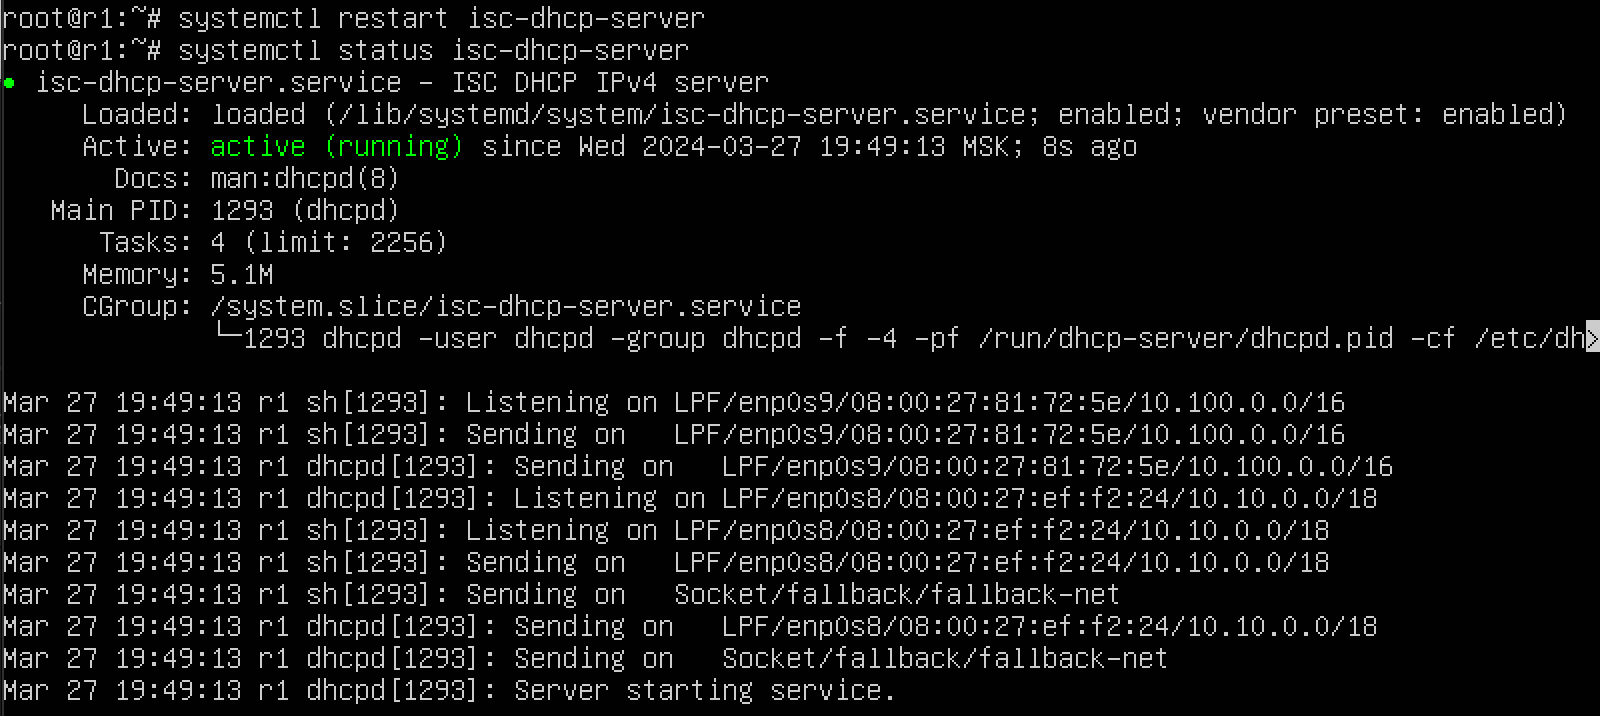 root@r1:~# systemctl restart isc-dhcp-server
root@r1:~# systemctl status isc-dhcp-server
● isc-dhcp-server.service - ISC DHCP IPv4 server
     Loaded: loaded (/lib/systemd/system/isc-dhcp-server.service; enabled; vendor preset: enabled)
     Active: active (running) since Wed 2024-03-27 19:49:13 MSK; 8s ago
       Docs: man:dhcpd(8)
   Main PID: 1293 (dhcpd)
      Tasks: 4 (limit: 2256)
     Memory: 5.1M
     CGroup: /system.slice/isc-dhcp-server.service
             └─1293 dhcpd -user dhcpd -group dhcpd -f -4 -pf /run/dhcp-server/dhcpd.pid -cf /etc/dh>
Mar 27 19:49:13 r1 sh[1293]: Listening on LPF/enp0s9/08:00:27:81:72:5e/10.100.0.0/16
Mar 27 19:49:13 r1 sh[1293]: Sending on   LPF/enp0s9/08:00:27:81:72:5e/10.100.0.0/16
Mar 27 19:49:13 r1 dhcpd[1293]: Sending on   LPF/enp0s9/08:00:27:81:72:5e/10.100.0.0/16
Mar 27 19:49:13 r1 dhcpd[1293]: Listening on LPF/enp0s8/08:00:27:ef:f2:24/10.10.0.0/18
Mar 27 19:49:13 r1 sh[1293]: Listening on LPF/enp0s8/08:00:27:ef:f2:24/10.10.0.0/18
Mar 27 19:49:13 r1 sh[1293]: Sending on   LPF/enp0s8/08:00:27:ef:f2:24/10.10.0.0/18
Mar 27 19:49:13 r1 sh[1293]: Sending on   Socket/fallback/fallback-net
Mar 27 19:49:13 r1 dhcpd[1293]: Sending on   LPF/enp0s8/08:00:27:ef:f2:24/10.10.0.0/18
Mar 27 19:49:13 r1 dhcpd[1293]: Sending on   Socket/fallback/fallback-net
Mar 27 19:49:13 r1 dhcpd[1293]: Server starting service.